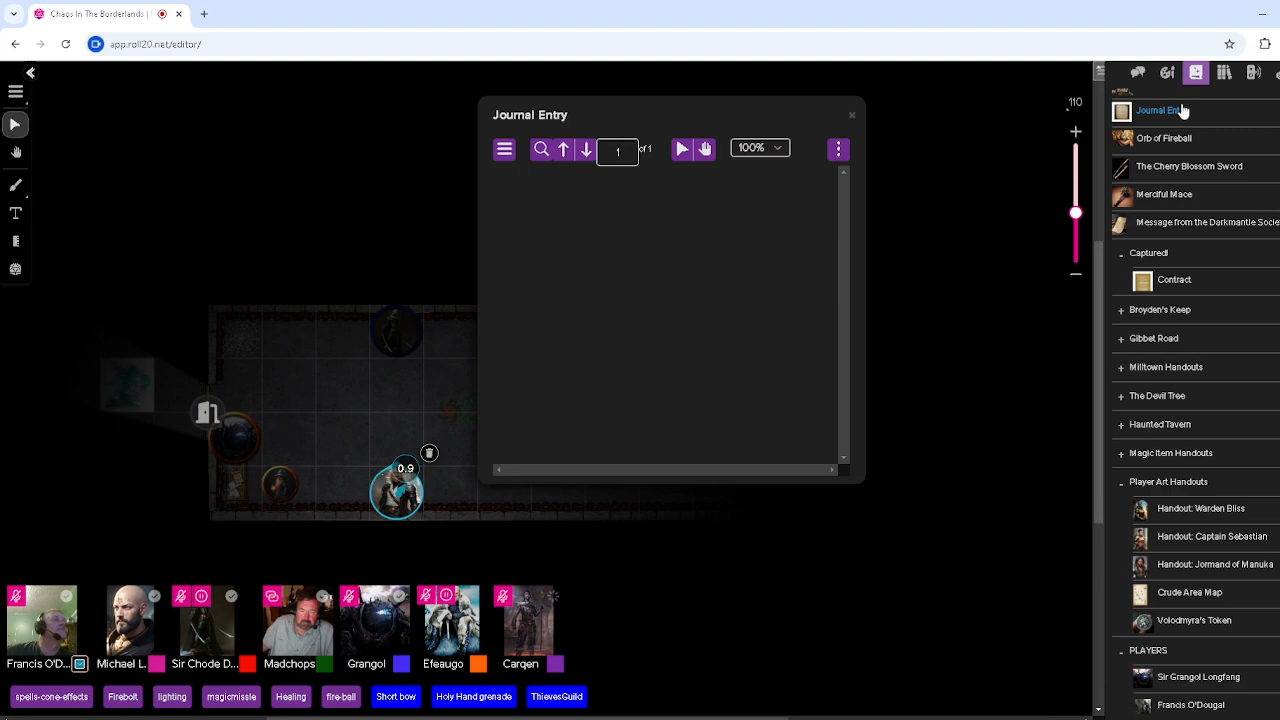 Chaos In The Borderlands |
app.roll20.net/editor/
Journal Entry
1
of 1
100%
110
0.9
Journal Ent
Orb of Fireball
The Cherry Blossom Sword
Merciful Mace
Message from the Darkmantle Socie
- Captured!
Contract
+ Broyden's Keep
+ Gibbet Road
+ Milltown Handouts
+ The Devil Tree
+ Haunted Tavern
+ Magic Item Handouts
- Player Art Handouts
Handout: Warden Bliss
Handout: Captain Sebastian
Handout: Jormand of Manuka
Crude Area Map
Volodmyra's Token
- PLAYERS
Sir Grangol Longfang
Francis O'Dougal
Francis O'D...
Michael L.
Sir Chode D...
Madchops
Grangol
Efeaugo
Carqen
spells-cone-effects
Firebolt
lighting
magicmissle
Healing
fire-ball
Short bow
Holy Hand grenade
ThievesGuild